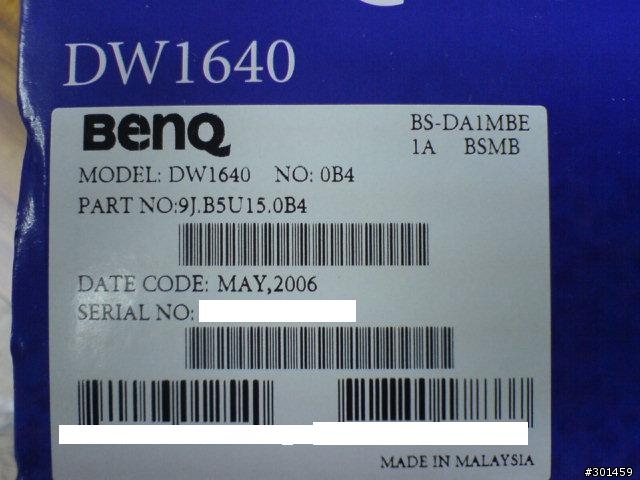 DW1640
BENQ
BS-DA1MBE
1A BSMB
MODEL: DW1640 NO: 0B4
PART NO:9J.B5U15.0B4
DATE CODE: MAY,2006
SERIAL NO:
MADE IN MALAYSIA
#301459